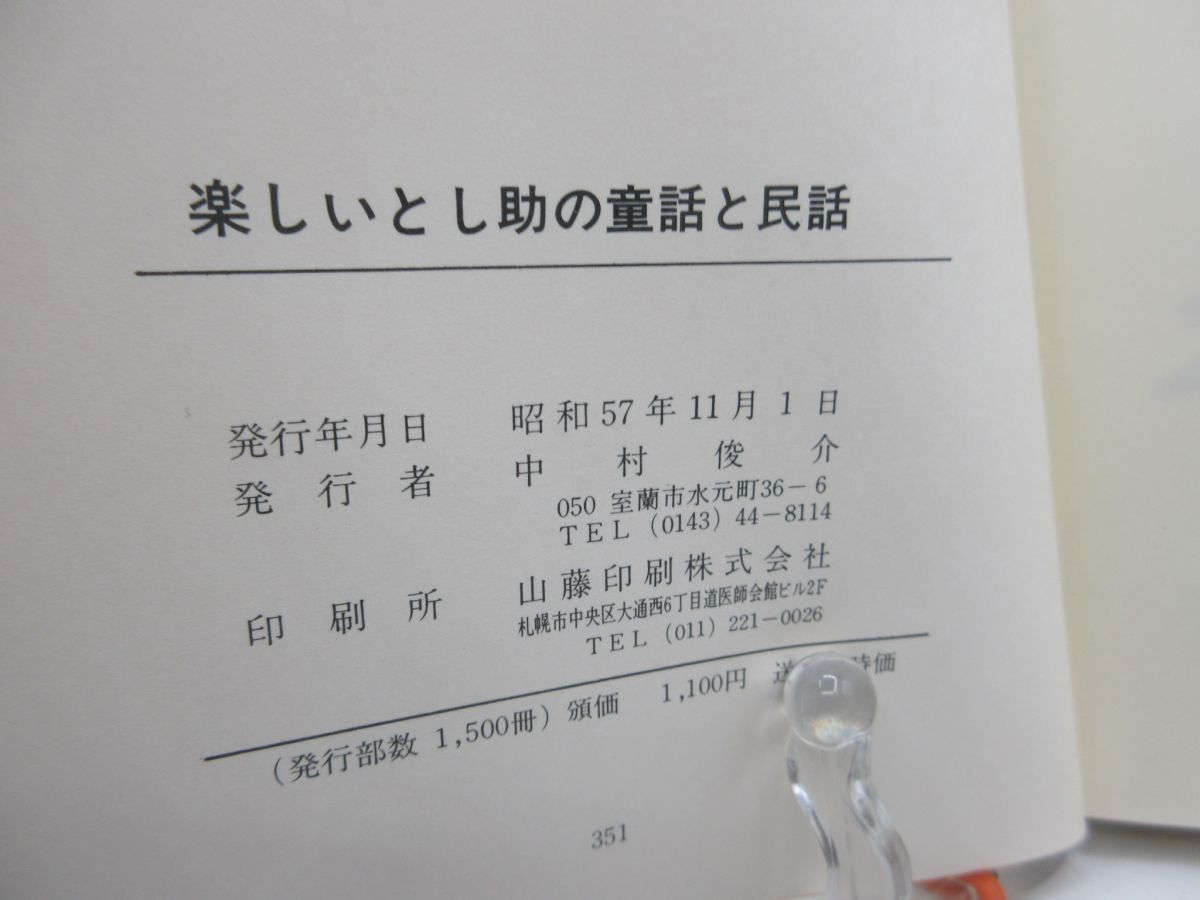 楽しいとし助の童話と民話
発行年月日 昭和57年11月1日
発行者 中村俊介
050 室蘭市水元町36-6
TEL (0143) 44-8114
印刷所 山藤印刷株式会社
札幌市中央区大通西6丁目道医師会館ビル2F
TEL (011) 221-0026
(発行部数 1,500冊) 頒価 1,100円 送 時価
351